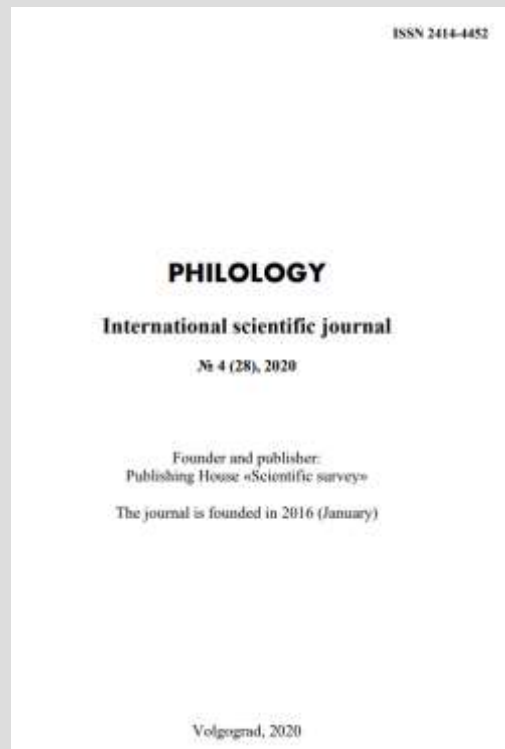 ISSN 2414-4452
PHILOLOGY
International scientific journal
№ 4 (28), 2020
Founder and publisher:
Publishing House «Scientific survey»
The journal is founded in 2016 (January)
Volgograd, 2020